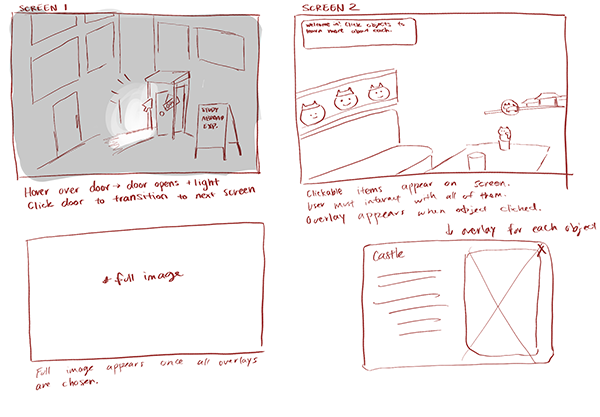 SCREEN 1
STUDY
ABROAD
EXP.
Hover over door → door opens + light
Click door to transition to next screen
SCREEN 2
Welcome in! Click objects to
learn more about each.
Clickable items appear on screen.
User must interact with all of them.
Overlay appears when object clicked.
↓ overlay for each object
* full image
Full image appears once all overlays
are chosen.
Castle
X